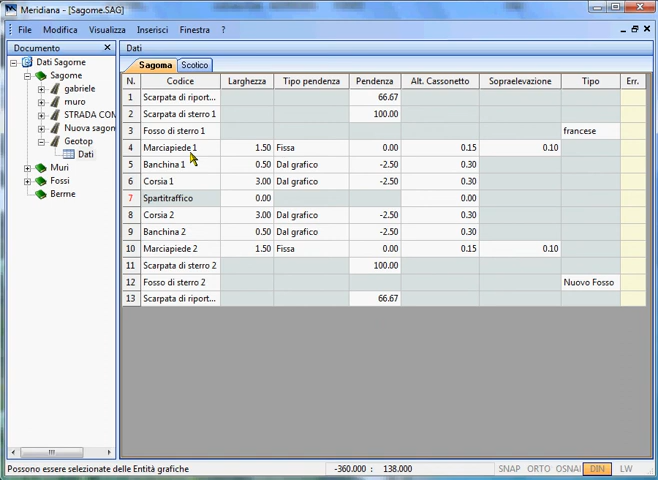 Meridiana - [Sagome.SAG]
File Modifica Visualizza Inserisci Finestra ?
Documento
Dati Sagome
Sagome
gabriele
muro
STRADA CON
Nuova sagon
Geotop
Dati
Muri
Fossi
Berme
Dati
Sagoma Scotico
N. Codice Larghezza Tipo pendenza Pendenza Alt. Cassonetto Sopraelevazione Tipo Err.
1 Scarpata di riport... 66.67
2 Scarpata di sterro 1 100.00
3 Fosso di sterro 1 francese
4 Marciapiede 1 1.50 Fissa 0.00 0.15 0.10
5 Banchina 1 0.50 Dal grafico -2.50 0.30
6 Corsia 1 3.00 Dal grafico -2.50 0.30
7 Spartitraffico 0.00 0.00
8 Corsia 2 3.00 Dal grafico -2.50 0.30
9 Banchina 2 0.50 Dal grafico -2.50 0.30
10 Marciapiede 2 1.50 Fissa 0.00 0.15 0.10
11 Scarpata di sterro 2 100.00
12 Fosso di sterro 2 Nuovo Fosso
13 Scarpata di riport... 66.67
Possono essere selezionate delle Entità grafiche -360.000 : 138.000 SNAP ORTO OSNAI DIN LW